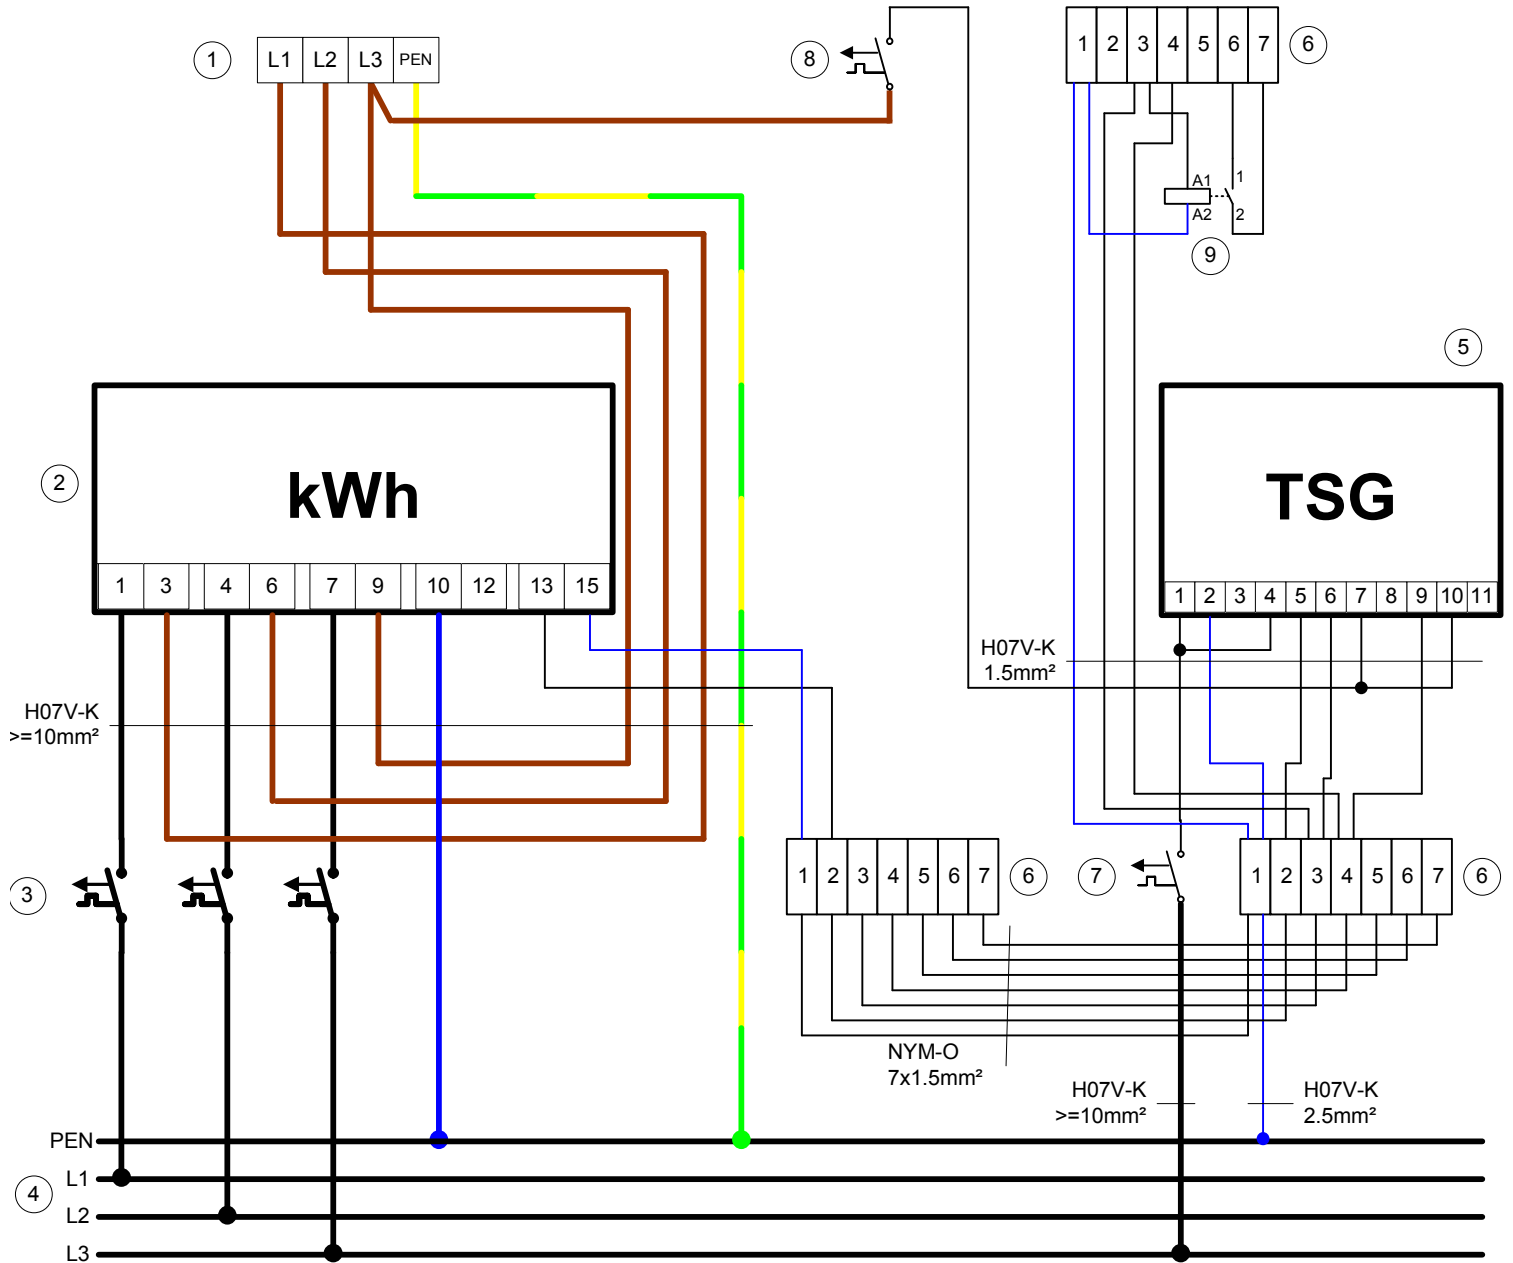 1
L1 L2 L3 PEN
8
1 2 3 4 5 6 7
6
A1
1
A2
2
9
5
2
kWh
TSG
1 3 4 6 7 9 10 12 13 15
1 2 3 4 5 6 7 8 9 10 11
H07V-K
1.5mm²
H07V-K
>=10mm²
3
1 2 3 4 5 6 7
6
7
1 2 3 4 5 6 7
6
NYM-O
7x1.5mm²
H07V-K
>=10mm²
H07V-K
2.5mm²
PEN
L1
4
L2
L3